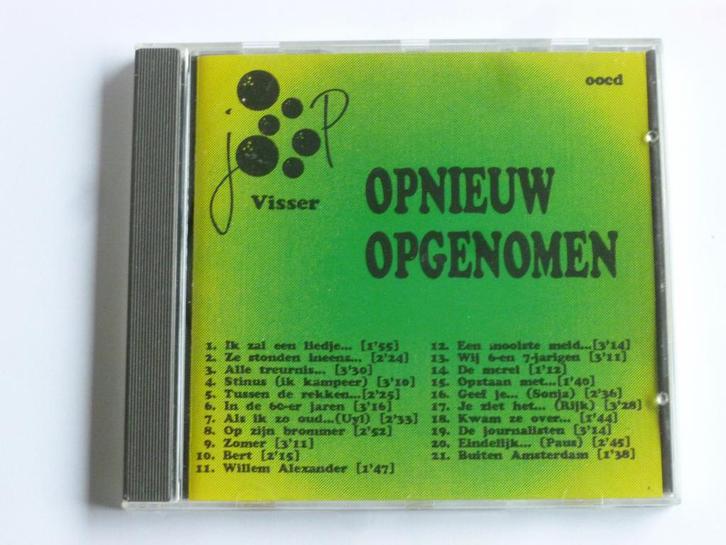 oocd
joop
Visser
OPNIEUW
OPGENOMEN
1. Ik zal een liedje... [1'55]
2. Ze stonden ineens... [2'24]
3. Alle treurnis... [3'30]
4. Stinus (ik kampeer) [3'10]
5. Tussen de rekken...[2'25]
6. In de 60-er jaren [3'16]
7. Als ik zo oud...(Uyl) [2'33]
8. Op zijn brommer [2'52]
9. Zomer [3'11]
10. Bert [2'15]
11. Willem Alexander [1'47]
12. Een mooiste meid...[3'14]
13. Wij 6-en 7-jarigen [3'11]
14. De merel [1'12]
15. Opstaan met...[1'40]
16. Geef je... (Sonja) [2'36]
17. Je ziet het... (Rijk) [3'28]
18. Kwam ze over... [1'44]
19. De journalisten [3'14]
20. Eindelijk... (Paus) [2'45]
21. Buiten Amsterdam [1'38]